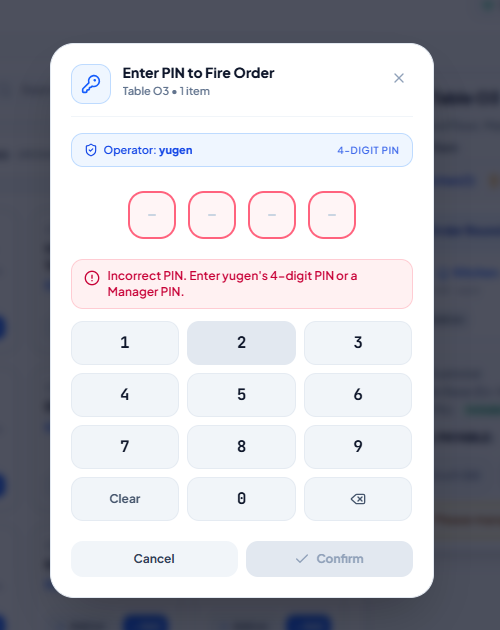 Enter PIN to Fire Order
Table O3 • 1 item
Operator: yugen
4-DIGIT PIN
– – – –
Incorrect PIN. Enter yugen's 4-digit PIN or a
Manager PIN.
1 2 3
4 5 6
7 8 9
Clear 0
Cancel Confirm